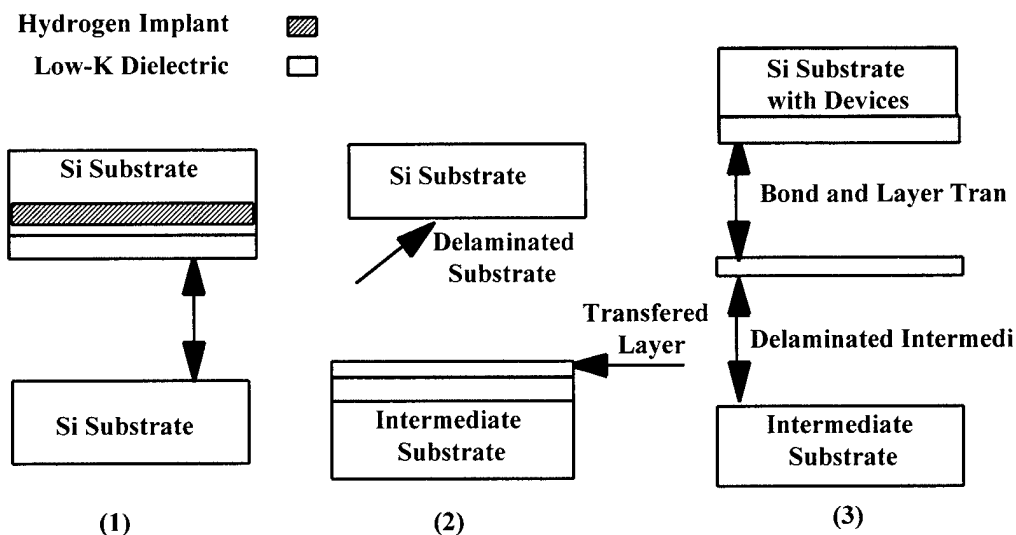 Hydrogen Implant
Low-K Dielectric
Si Substrate
Si Substrate
(1)
Si Substrate
Delaminated
Substrate
Transfered
Layer
Intermediate
Substrate
(2)
Si Substrate
with Devices
Bond and Layer Tran
Delaminated Intermedi
Intermediate
Substrate
(3)